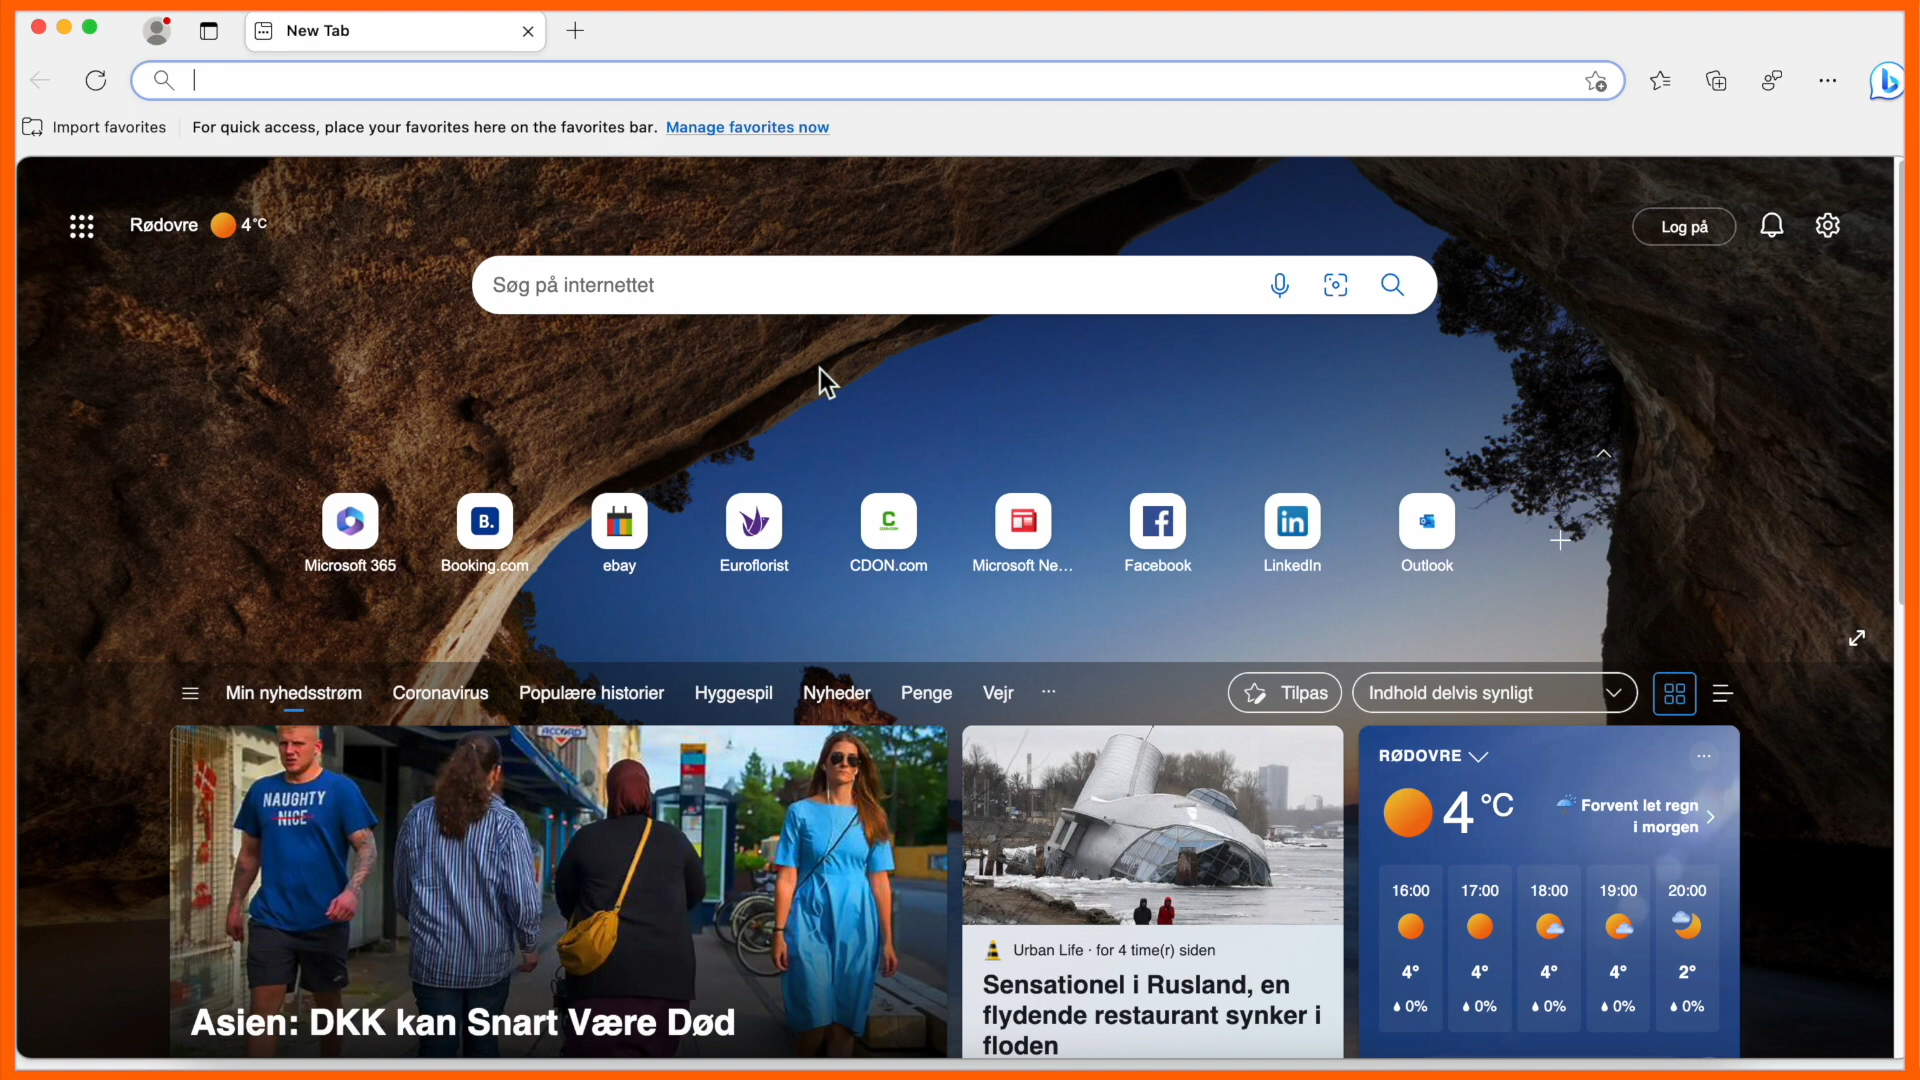 New Tab
Import favorites
For quick access, place your favorites here on the favorites bar. Manage favorites now
Rødovre 4°C
Log på
Søg på internettet
B.
C
Microsoft 365
Booking.com
ebay
Euroflorist
CDON.com
Microsoft Ne...
Facebook
LinkedIn
Outlook
Min nyhedsstrøm
Coronavirus
Populære historier
Hyggespil
Nyheder
Penge
Vejr
Tilpas
Indhold delvis synligt
ACCORD
NAUGHTY
NICE
Asien: DKK kan Snart Være Død
Urban Life · for 4 time(r) siden
Sensationel i Rusland, en
flydende restaurant synker i
floden
RØDOVRE
4 °C
Forvent let regn
i morgen
16:00 17:00 18:00 19:00 20:00
4° 4° 4° 4° 2°
0% 0% 0% 0% 0%